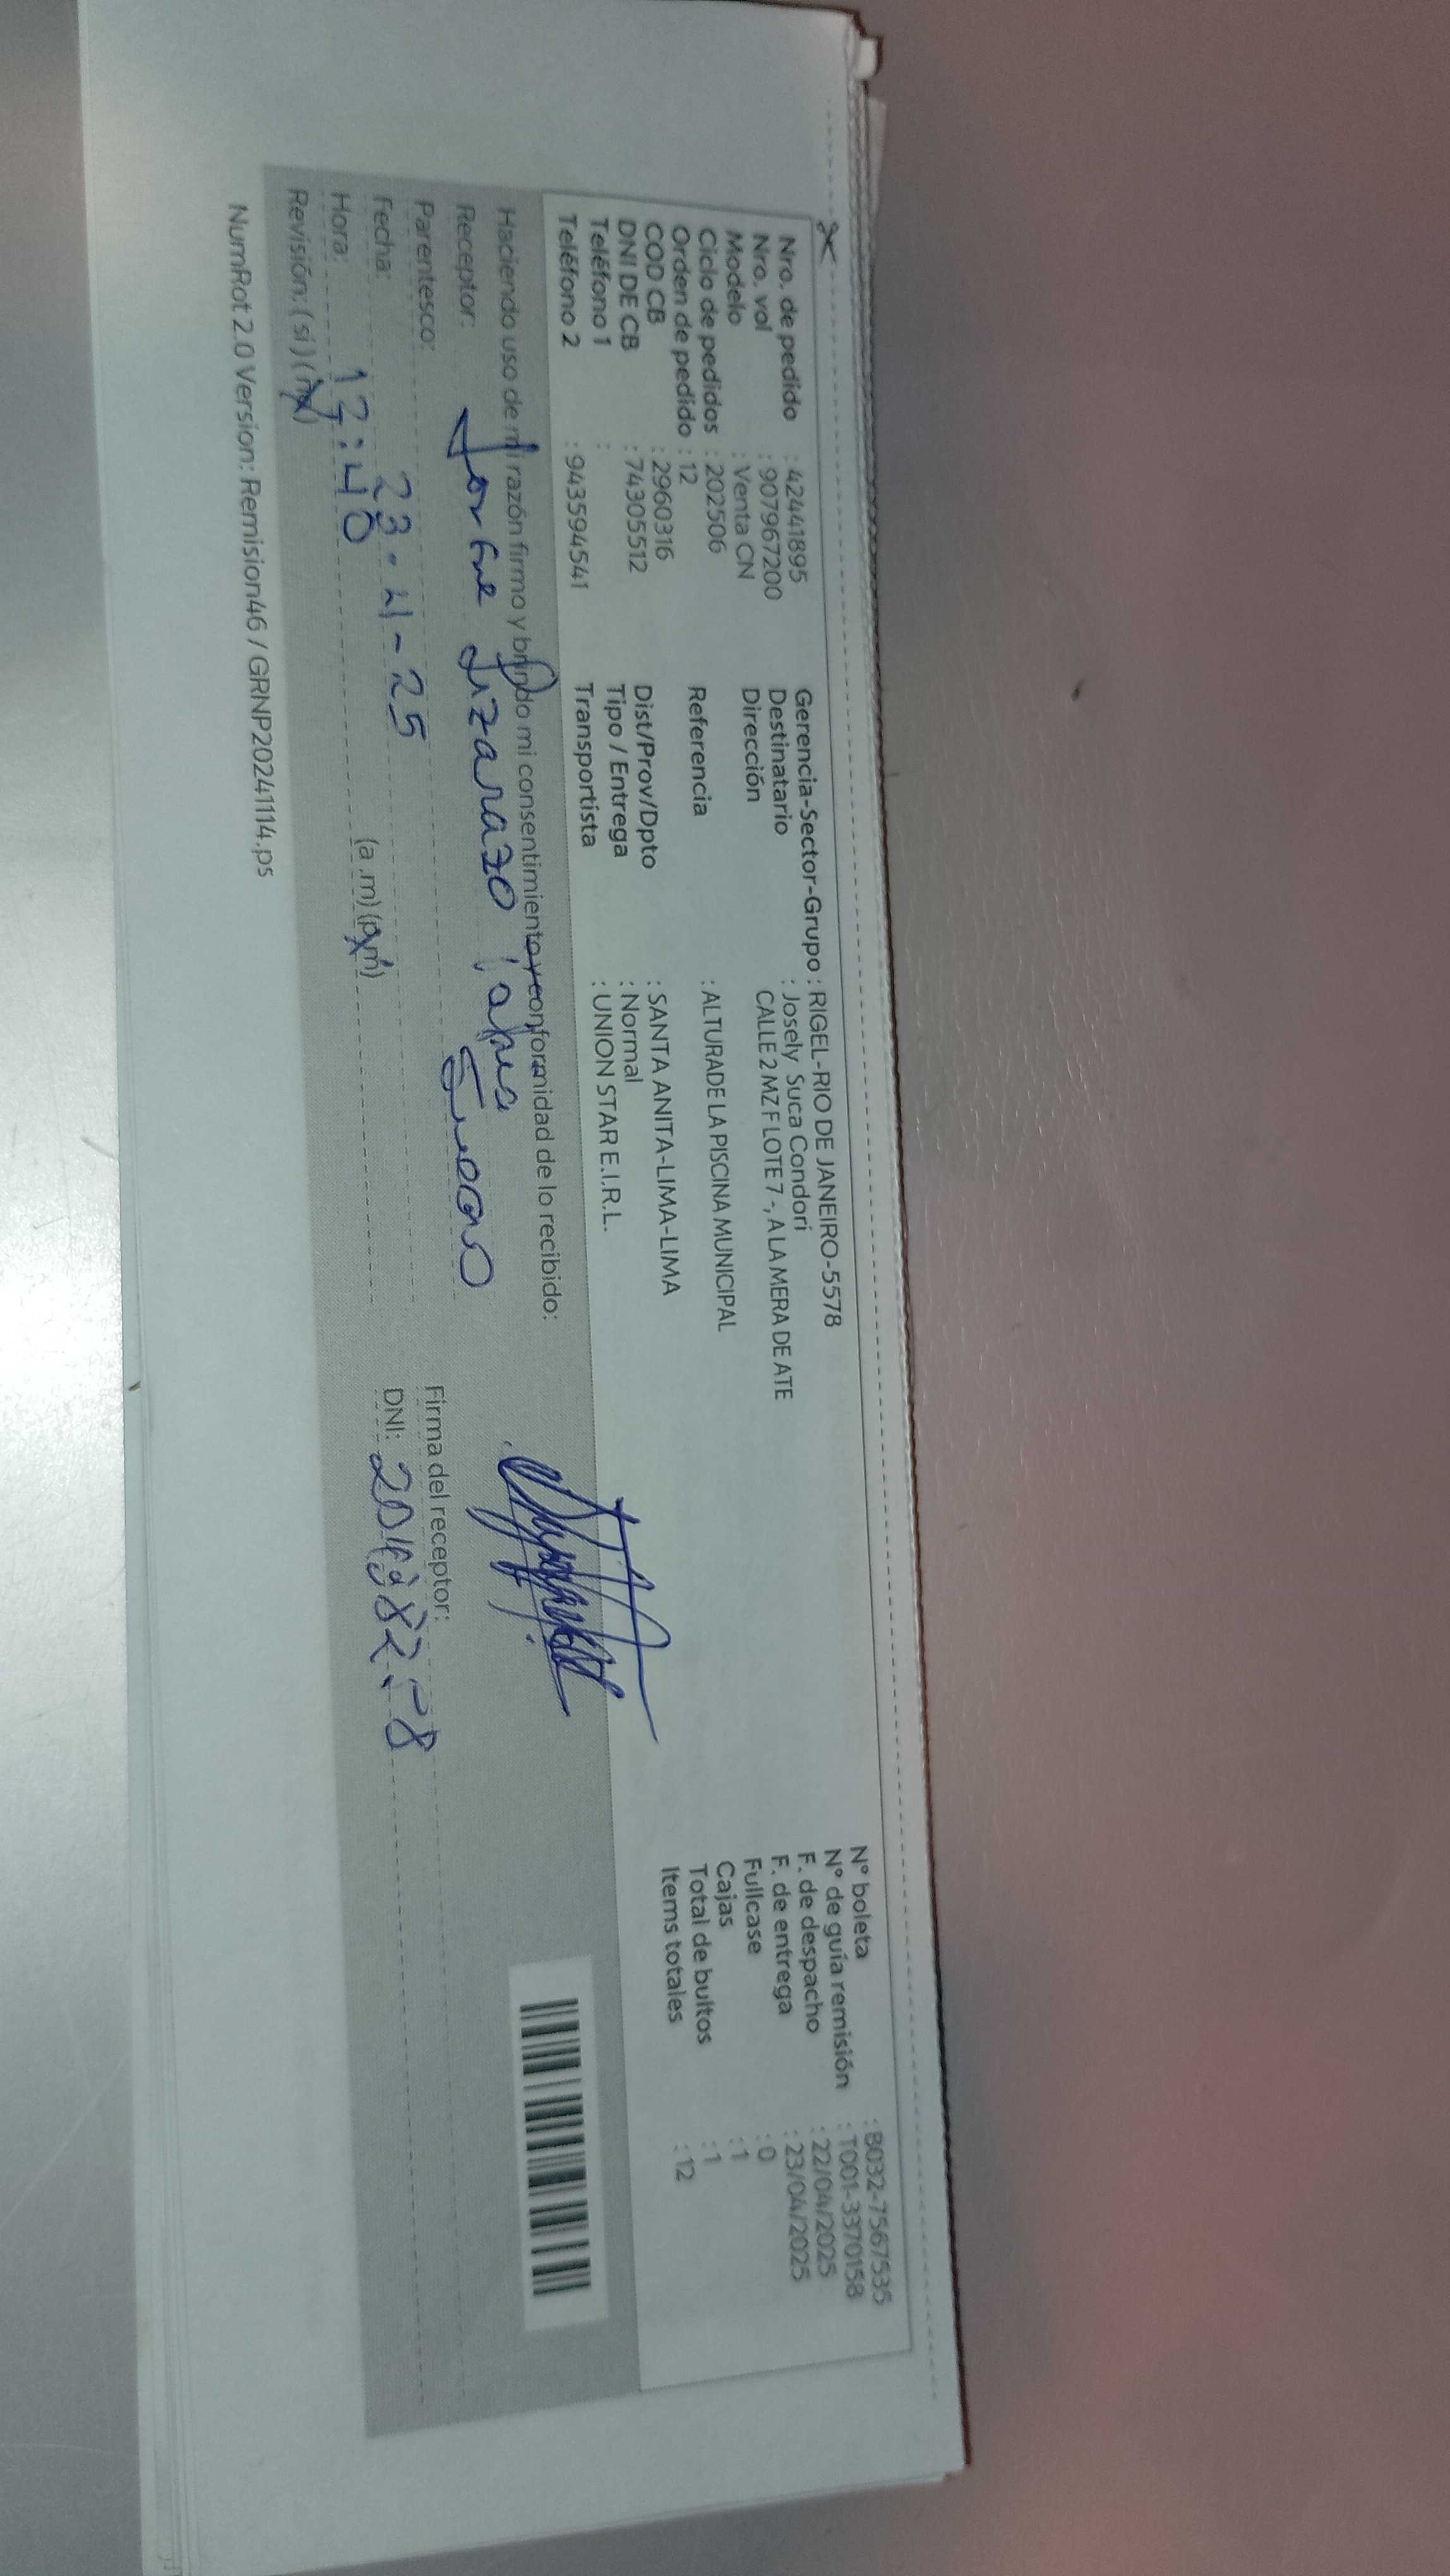 Nro. de pedido : 42441895
Nro. vol : 907967200
Modelo : Venta CN
Ciclo de pedidos : 202506
Orden de pedido : 12
COD CB : 2960316
DNI DE CB : 74305512
Teléfono 1 :
Teléfono 2 : 943594541
Gerencia-Sector-Grupo : RIGEL-RIO DE JANEIRO-5578
Destinatario : Josely Suca Condori
Dirección CALLE 2 MZ F LOTE 7 -, A LA MERA DE ATE
Referencia : ALTURADE LA PISCINA MUNICIPAL
Dist/Prov/Dpto : SANTA ANITA-LIMA-LIMA
Tipo / Entrega : Normal
Transportista : UNION STAR E.I.R.L.
N° boleta : B032-7567535
N° de guía remisión : T001-3370158
F. de despacho : 22/04/2025
F. de entrega : 23/04/2025
Fullcase : 0
Cajas : 1
Total de bultos : 1
Items totales : 12
Haciendo uso de mi razón firmo y brindo mi consentimiento y conformidad de lo recibido:
Receptor: Jorge Lizarazo
Parentesco:
Fecha: 23-4-25
Hora: 12:40 (a.m) (p.m)
Revisión: (si) (no)
Firma del receptor:
DNI:
NumRot 2.0 Version: Remision46 / GRNP20241114.ps